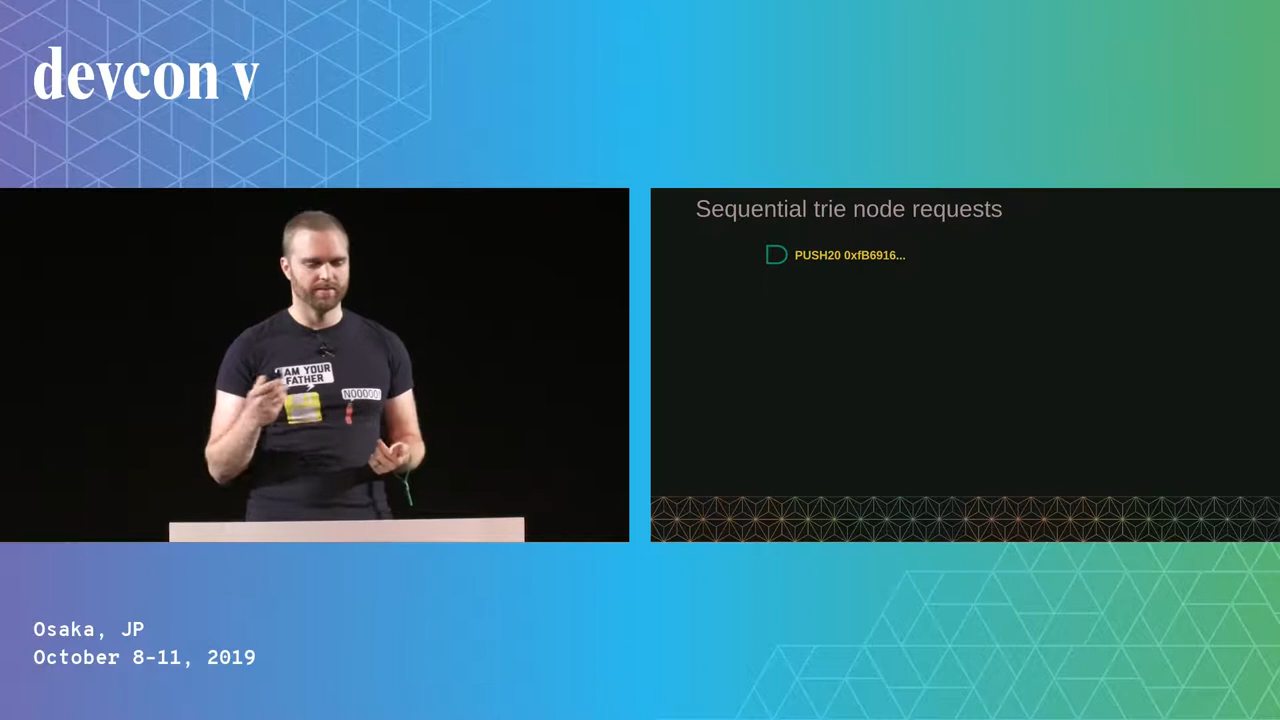 devcon v
Sequential trie node requests
PUSH20 0xfB6916...
I AM YOUR
FATHER
NOOOOO!
Osaka, JP
October 8-11, 2019